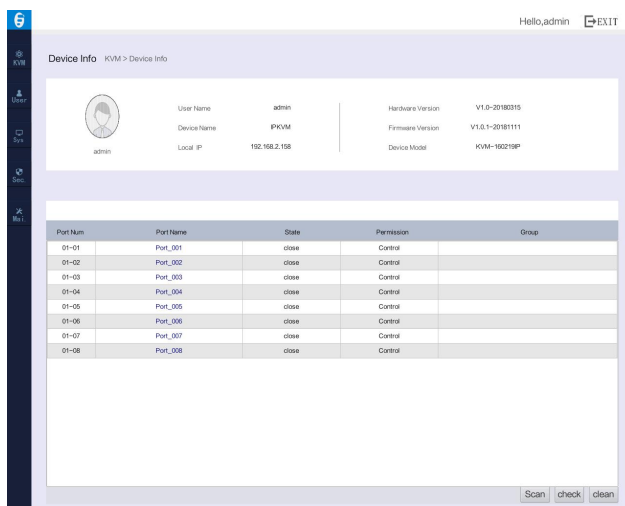 Hello,admin EXIT
KVM
User
Sys
Sec.
Mai.
Device Info KVM > Device Info
admin
User Name admin
Device Name IPKVM
Local IP 192.168.2.158
Hardware Version V1.0-20180315
Firmware Version V1.0.1-20181111
Device Model KVM-160219IP
Port Num Port Name State Permission Group
01-01 Port_001 close Control
01-02 Port_002 close Control
01-03 Port_003 close Control
01-04 Port_004 close Control
01-05 Port_005 close Control
01-06 Port_006 close Control
01-07 Port_007 close Control
01-08 Port_008 close Control
Scan check clean